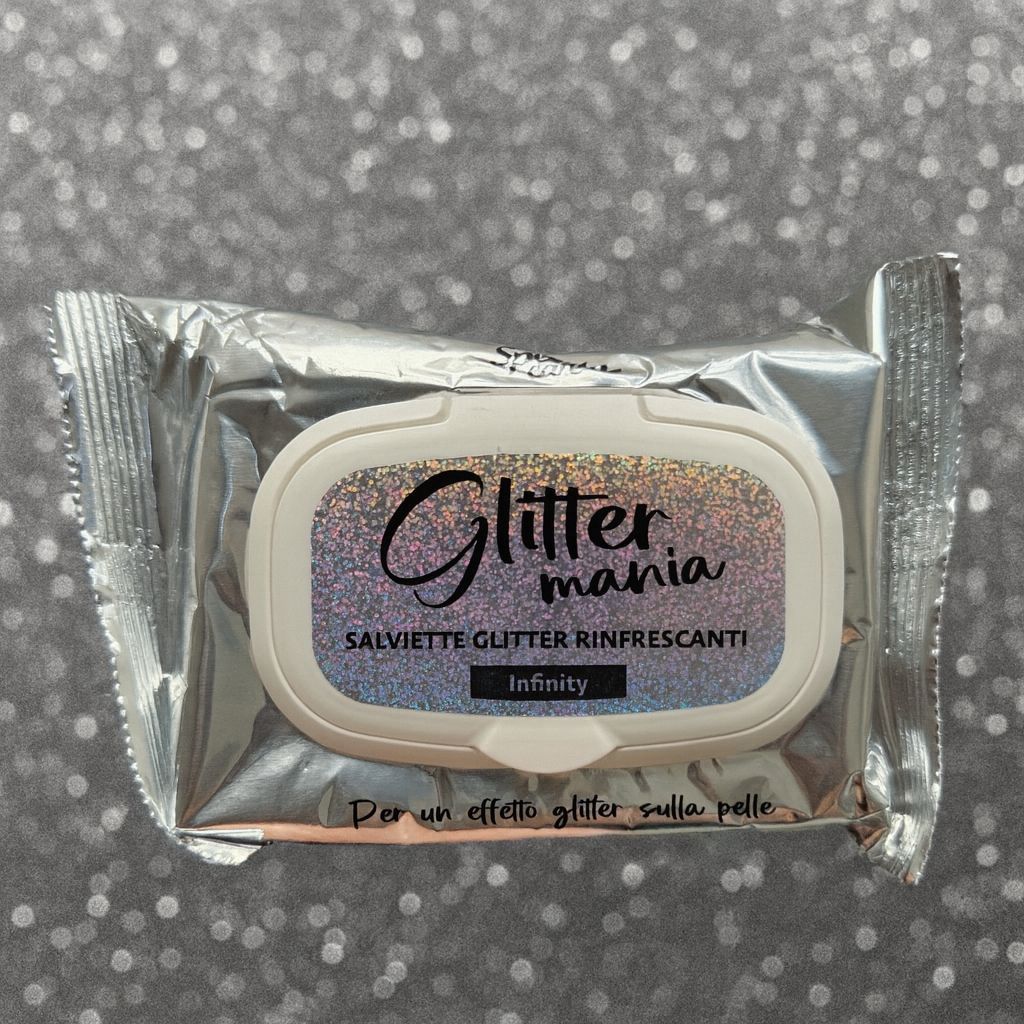 Glitter
mania
SALVIETTE GLITTER RINFRESCANTI
Infinity
Per un effetto glitter sulla pelle